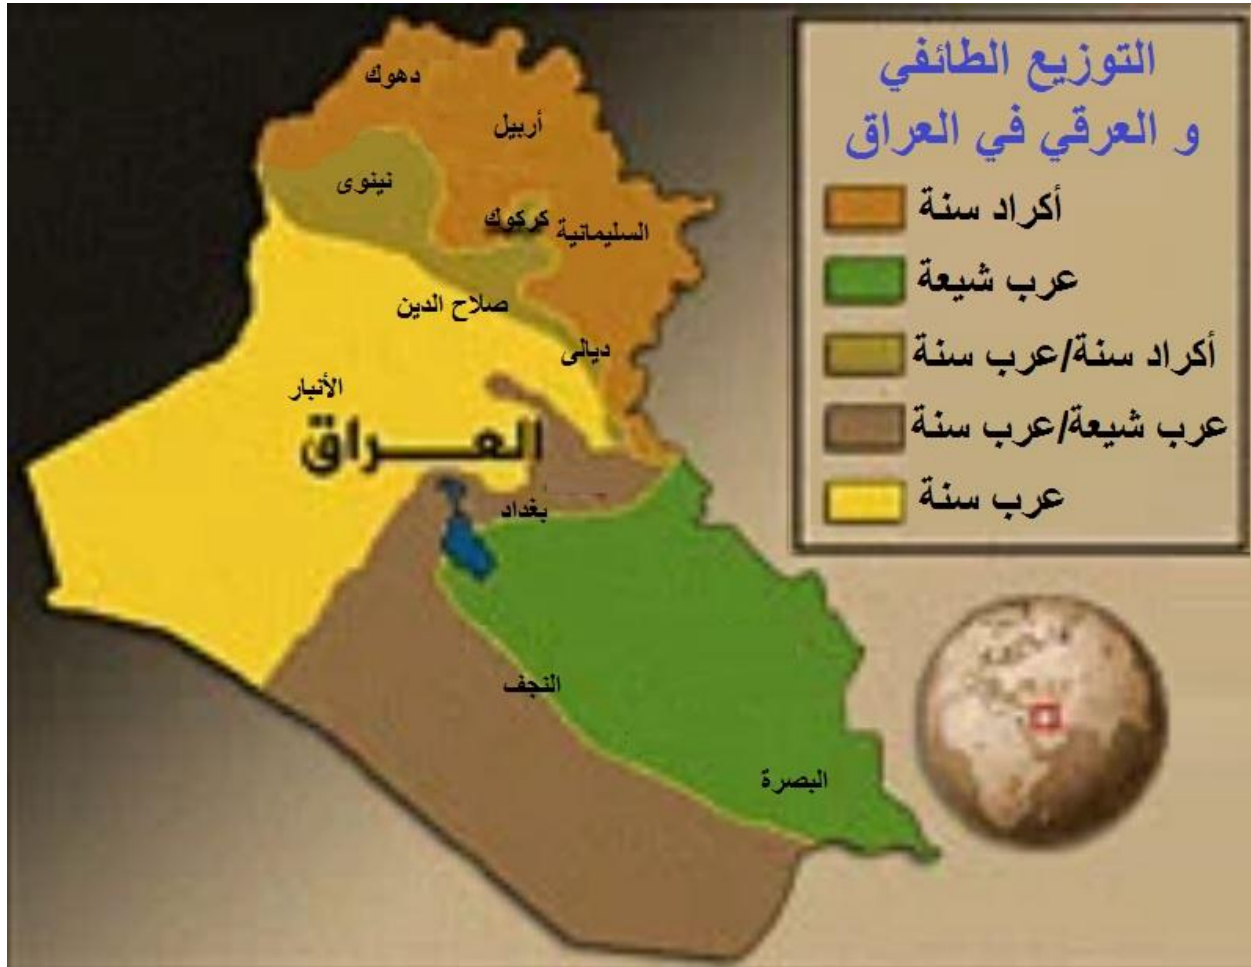 التوزيع الطائفي
و العرقي في العراق
أكراد سنة
عرب شيعة
أكراد سنة/عرب سنة
عرب شيعة/عرب سنة
عرب سنة
دهوك
أربيل
نينوى
كركوك
السليمانية
صلاح الدين
ديالى
الأنبار
العـــراق
بغداد
النجف
البصرة